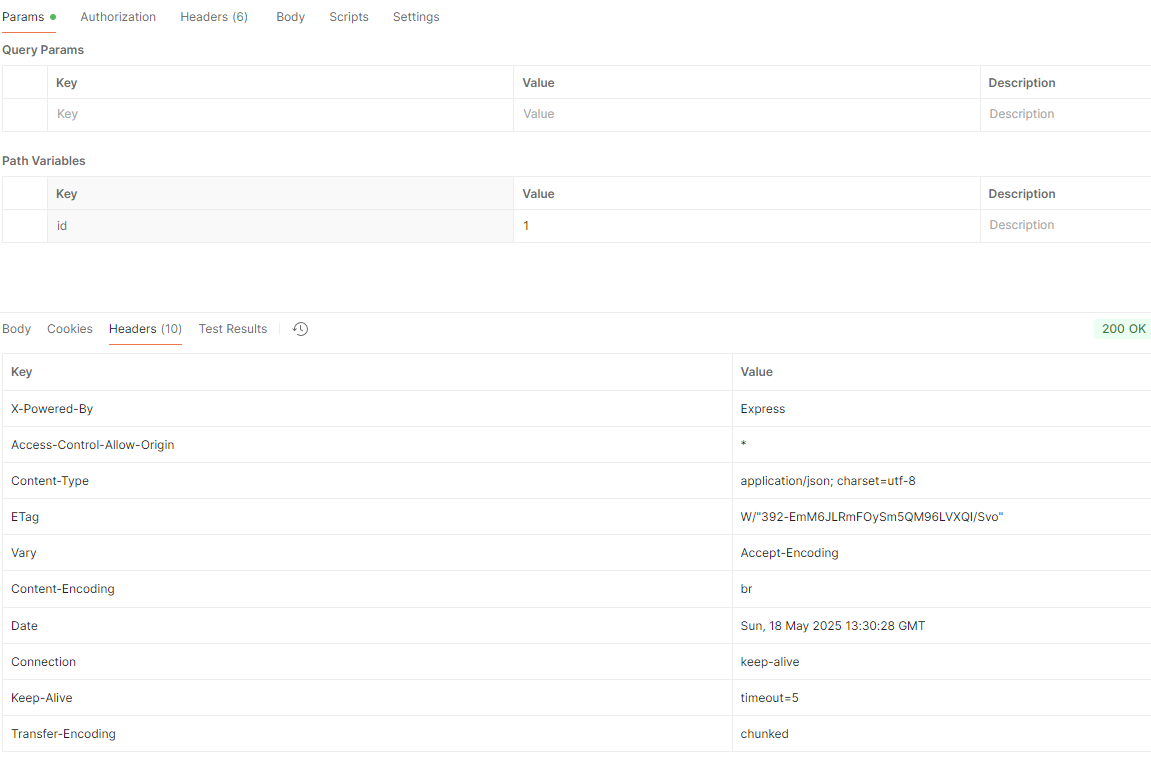 Params Authorization Headers (6) Body Scripts Settings
Query Params
Key Value Description
Key Value Description
Path Variables
Key Value Description
id 1 Description
Body Cookies Headers (10) Test Results 200 OK
Key Value
X-Powered-By Express
Access-Control-Allow-Origin *
Content-Type application/json; charset=utf-8
ETag W/"392-EmM6JLRmFOySm5QM96LVXQI/Svo"
Vary Accept-Encoding
Content-Encoding br
Date Sun, 18 May 2025 13:30:28 GMT
Connection keep-alive
Keep-Alive timeout=5
Transfer-Encoding chunked